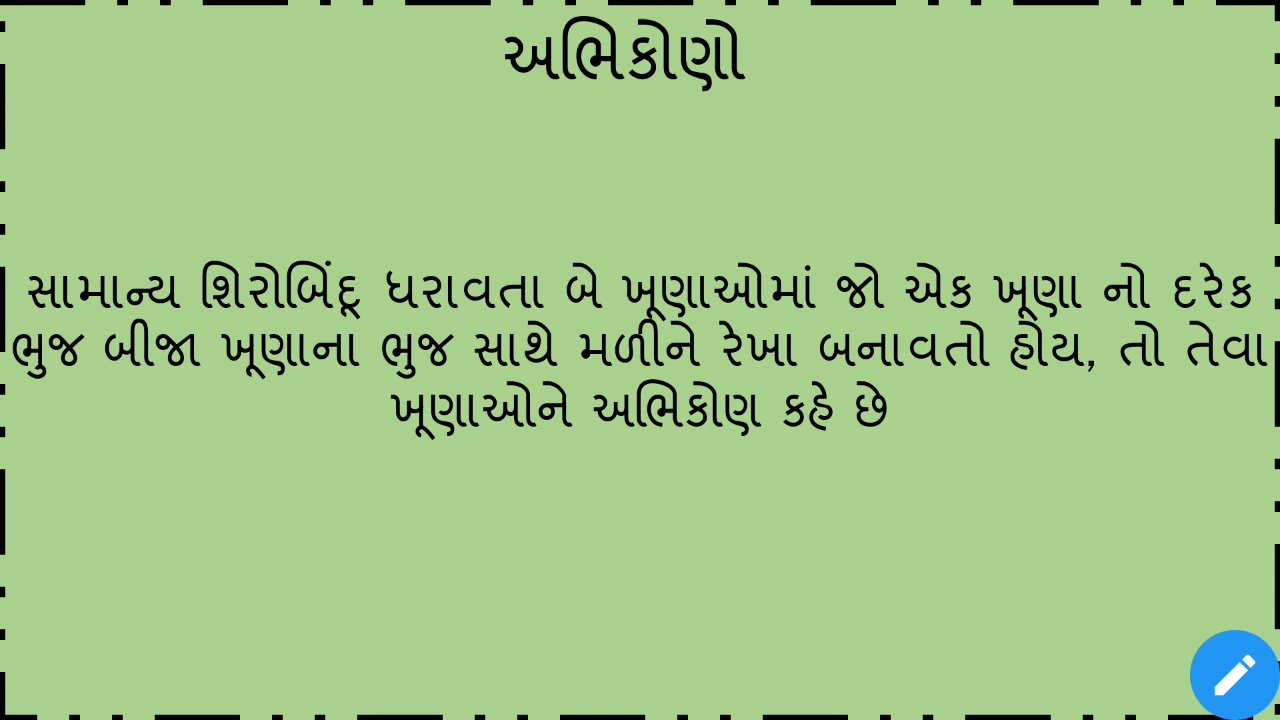 અભિકોણો
સામાન્ય શિરોબિંદૂ ધરાવતા બે ખૂણાઓમાં જો એક ખૂણા નો દરેક
ભુજ બીજા ખૂણાના ભુજ સાથે મળીને રેખા બનાવતો હોય, તો તેવા
ખૂણાઓને અભિકોણ કહે છે